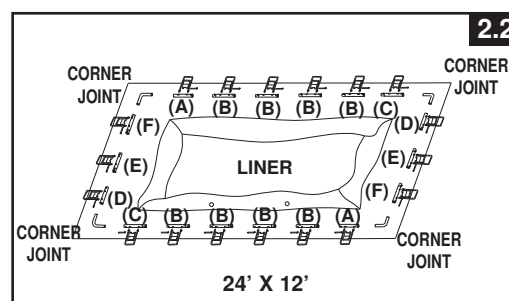 2.2
CORNER
JOINT
CORNER
JOINT
(A) (B) (B) (B) (B) (C)
(F) (D)
(E) LINER (E)
(D) (F)
(C) (B) (B) (B) (B) (A)
CORNER
JOINT
CORNER
JOINT
24' X 12'